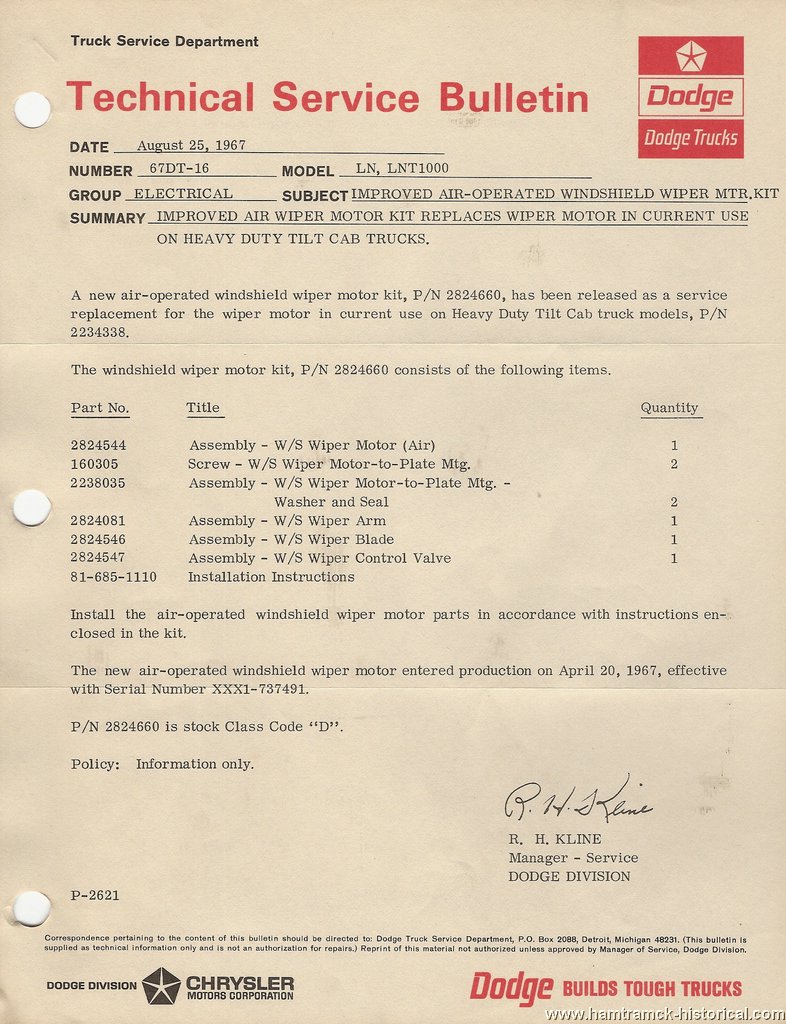 Truck Service Department
Technical Service Bulletin
Dodge
Dodge Trucks
DATE August 25, 1967
NUMBER 67DT-16 MODEL LN, LNT1000
GROUP ELECTRICAL SUBJECT IMPROVED AIR-OPERATED WINDSHIELD WIPER MTR.KIT
SUMMARY IMPROVED AIR WIPER MOTOR KIT REPLACES WIPER MOTOR IN CURRENT USE
ON HEAVY DUTY TILT CAB TRUCKS.
A new air-operated windshield wiper motor kit, P/N 2824660, has been released as a service
replacement for the wiper motor in current use on Heavy Duty Tilt Cab truck models, P/N
2234338.
The windshield wiper motor kit, P/N 2824660 consists of the following items.
Part No. Title Quantity
2824544 Assembly - W/S Wiper Motor (Air) 1
160305 Screw - W/S Wiper Motor-to-Plate Mtg. 2
2238035 Assembly - W/S Wiper Motor-to-Plate Mtg. -
Washer and Seal 2
2824081 Assembly - W/S Wiper Arm 1
2824546 Assembly - W/S Wiper Blade 1
2824547 Assembly - W/S Wiper Control Valve 1
81-685-1110 Installation Instructions
Install the air-operated windshield wiper motor parts in accordance with instructions en-
closed in the kit.
The new air-operated windshield wiper motor entered production on April 20, 1967, effective
with Serial Number XXX1-737491.
P/N 2824660 is stock Class Code “D”.
Policy: Information only.
R. H. Kline
R. H. KLINE
Manager - Service
DODGE DIVISION
P-2621
Correspondence pertaining to the content of this bulletin should be directed to: Dodge Truck Service Department, P.O. Box 2088, Detroit, Michigan 48231. (This bulletin is
supplied as technical information only and is not an authorization for repairs.) Reprint of this material not authorized unless approved by Manager of Service, Dodge Division.
DODGE DIVISION CHRYSLER
MOTORS CORPORATION
Dodge BUILDS TOUGH TRUCKS
www.hamtramck-historical.com